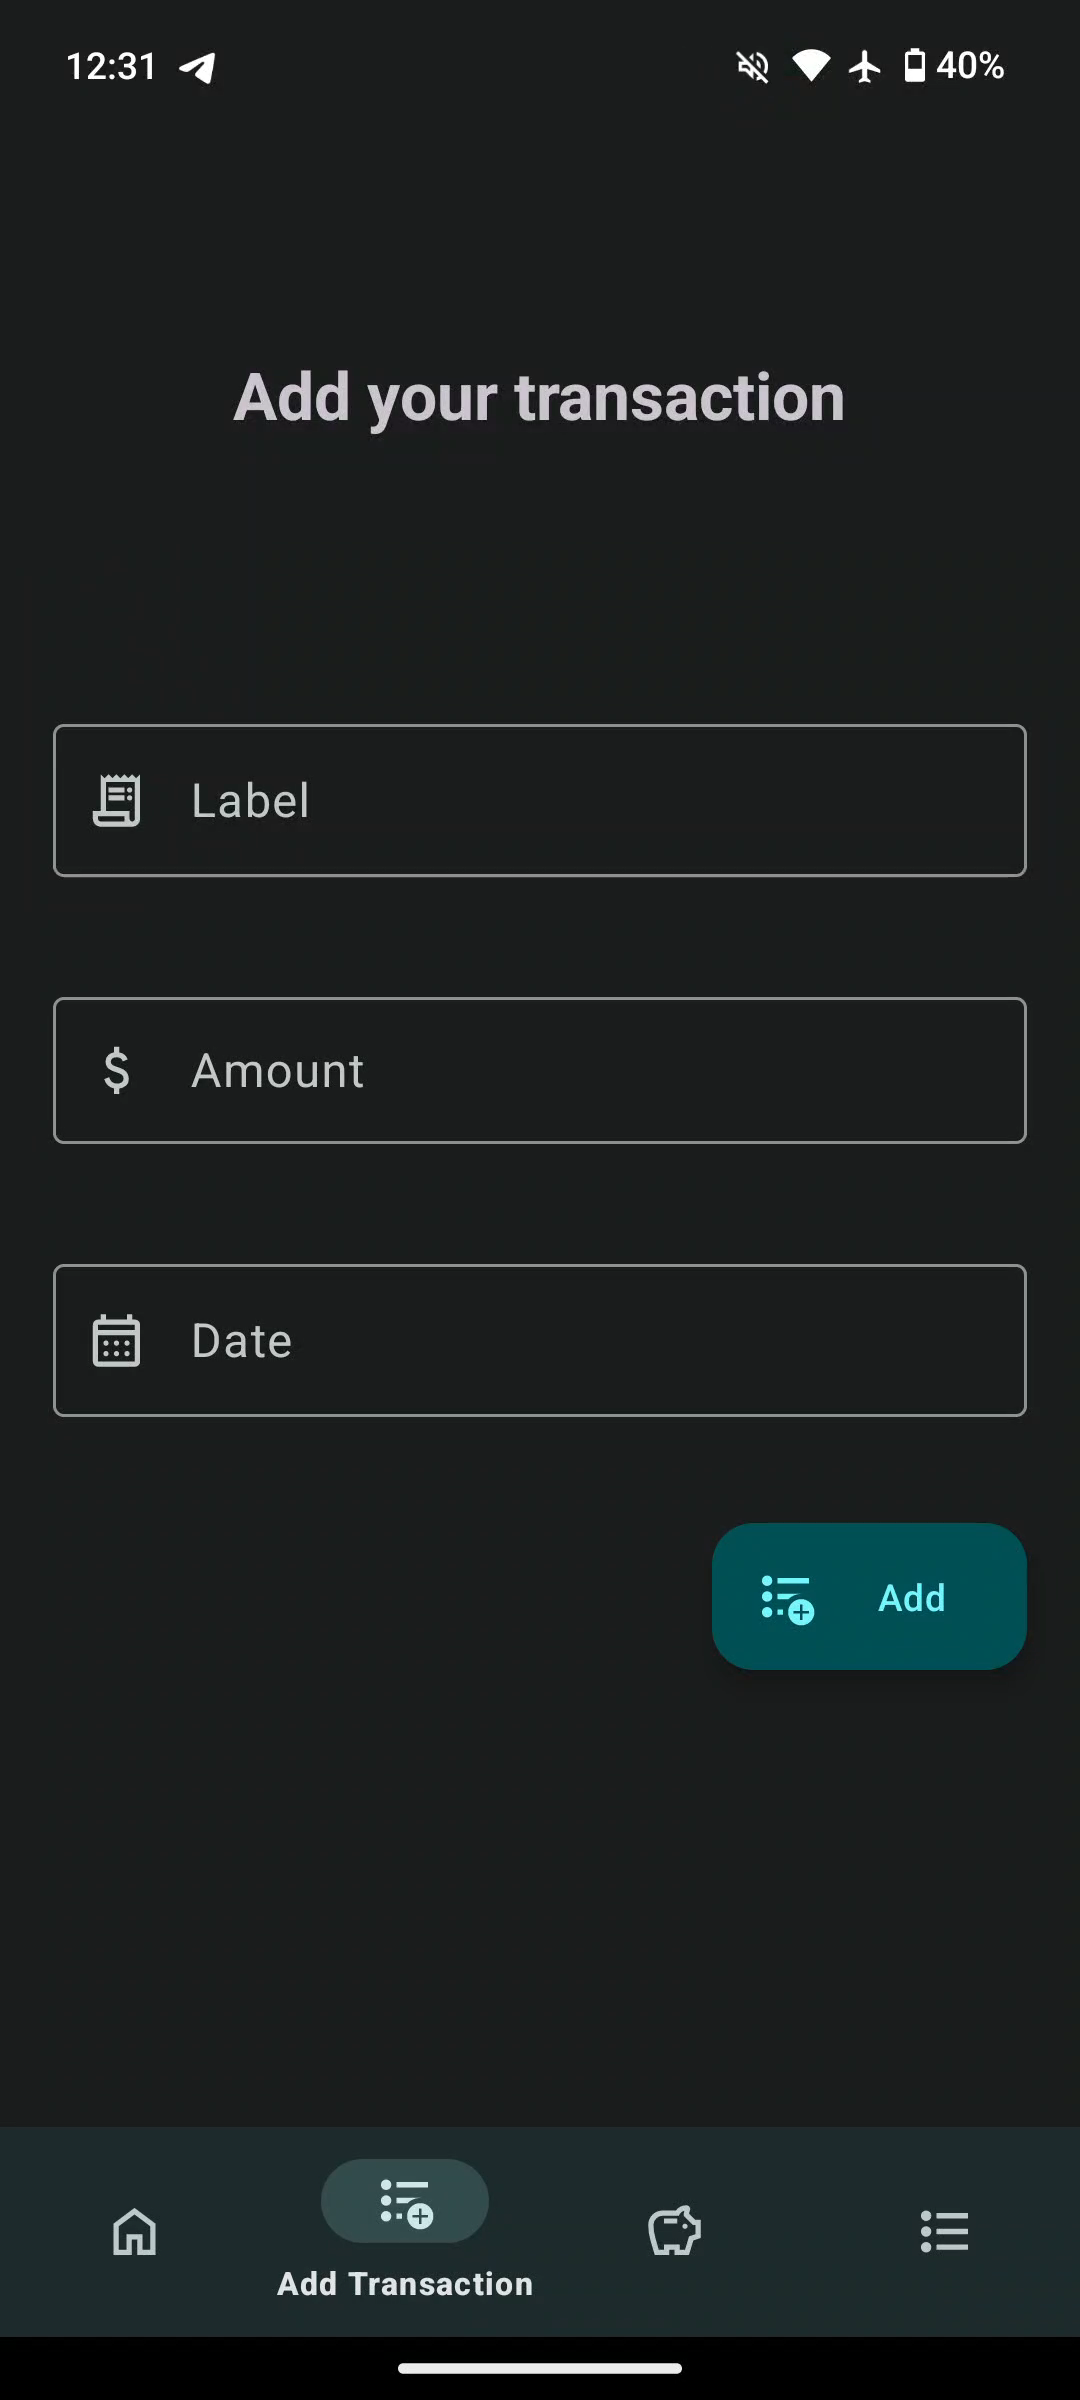 12:31 40%
Add your transaction
Label
$ Amount
Date
Add
Add Transaction